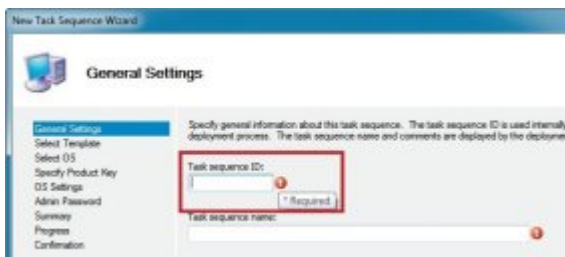 New Task Sequence Wizard
General Settings
General Settings
Select Template
Select OS
Specify Product Key
OS Settings
Admin Password
Summary
Progress
Confirmation
Specify general information about this task sequence. The task sequence ID is used internally
deployment process. The task sequence name and comments are displayed by the deployme
Task sequence ID:
* Required
Task sequence name: